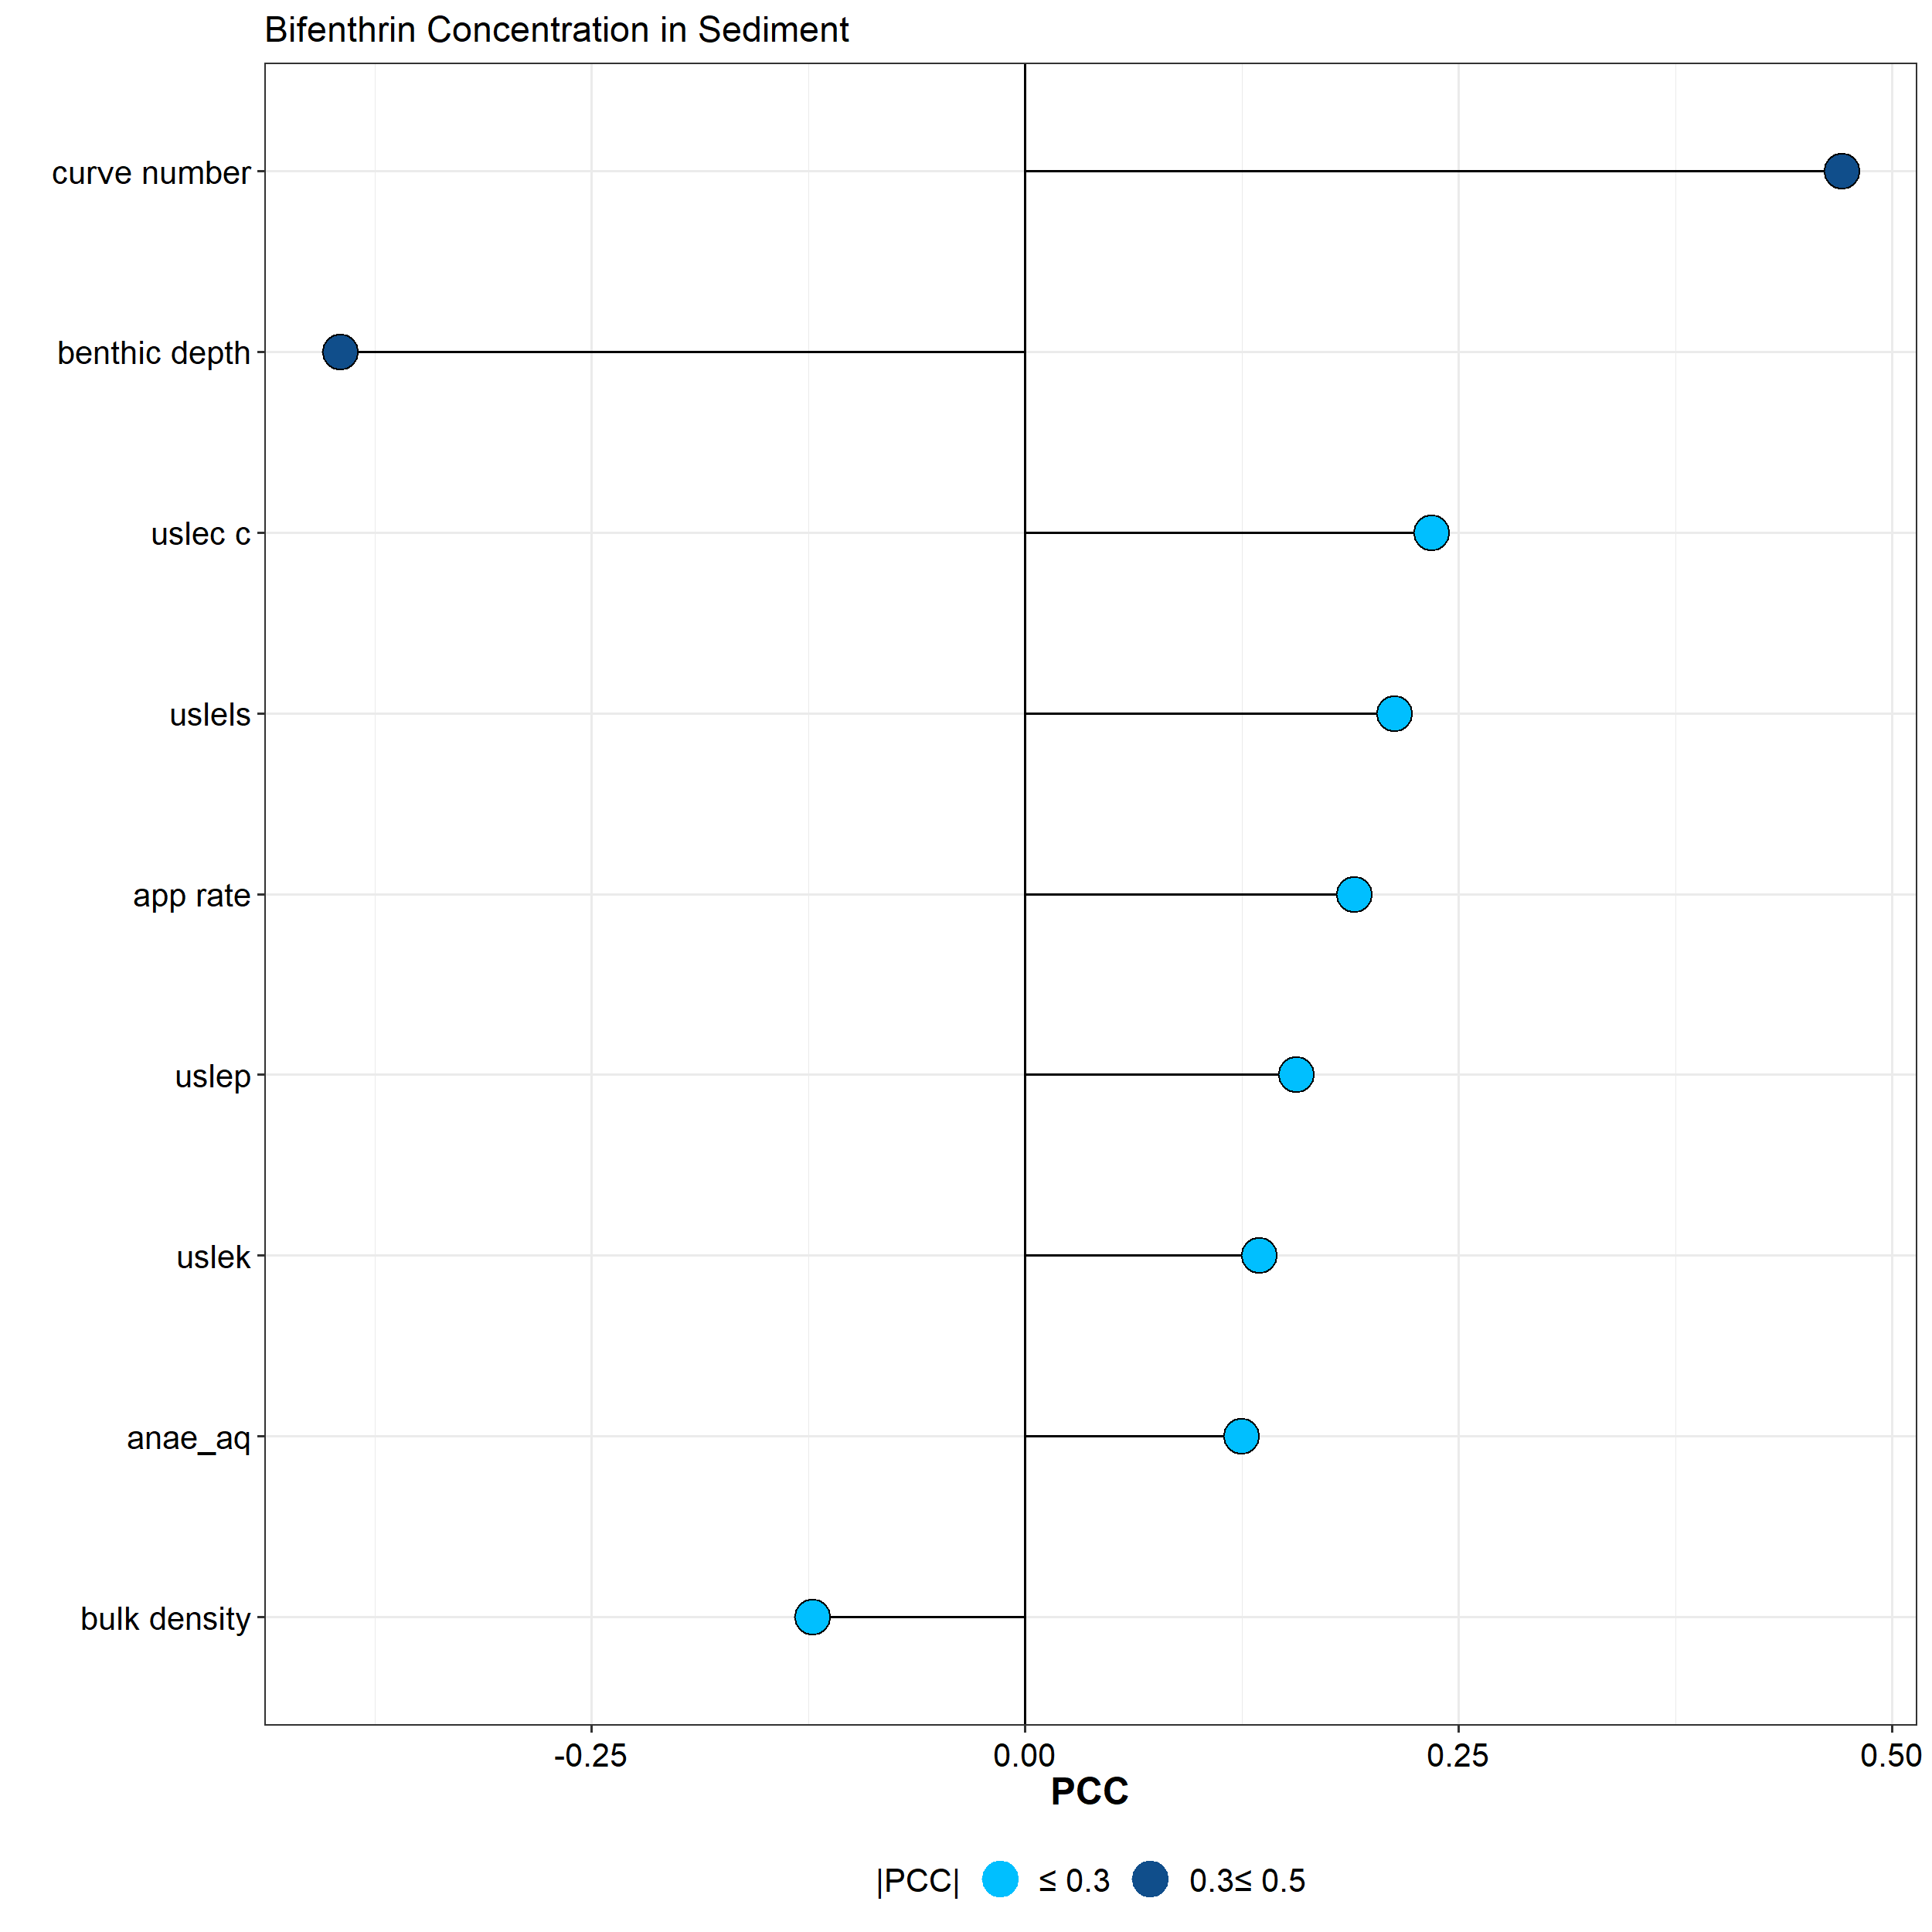 Bifenthrin Concentration in Sediment
curve number
benthic depth
uslec c
uslels
app rate
uslep
uslek
anae_aq
bulk density
-0.25 0.00 0.25 0.50
PCC
|PCC| ≤ 0.3 0.3≤ 0.5